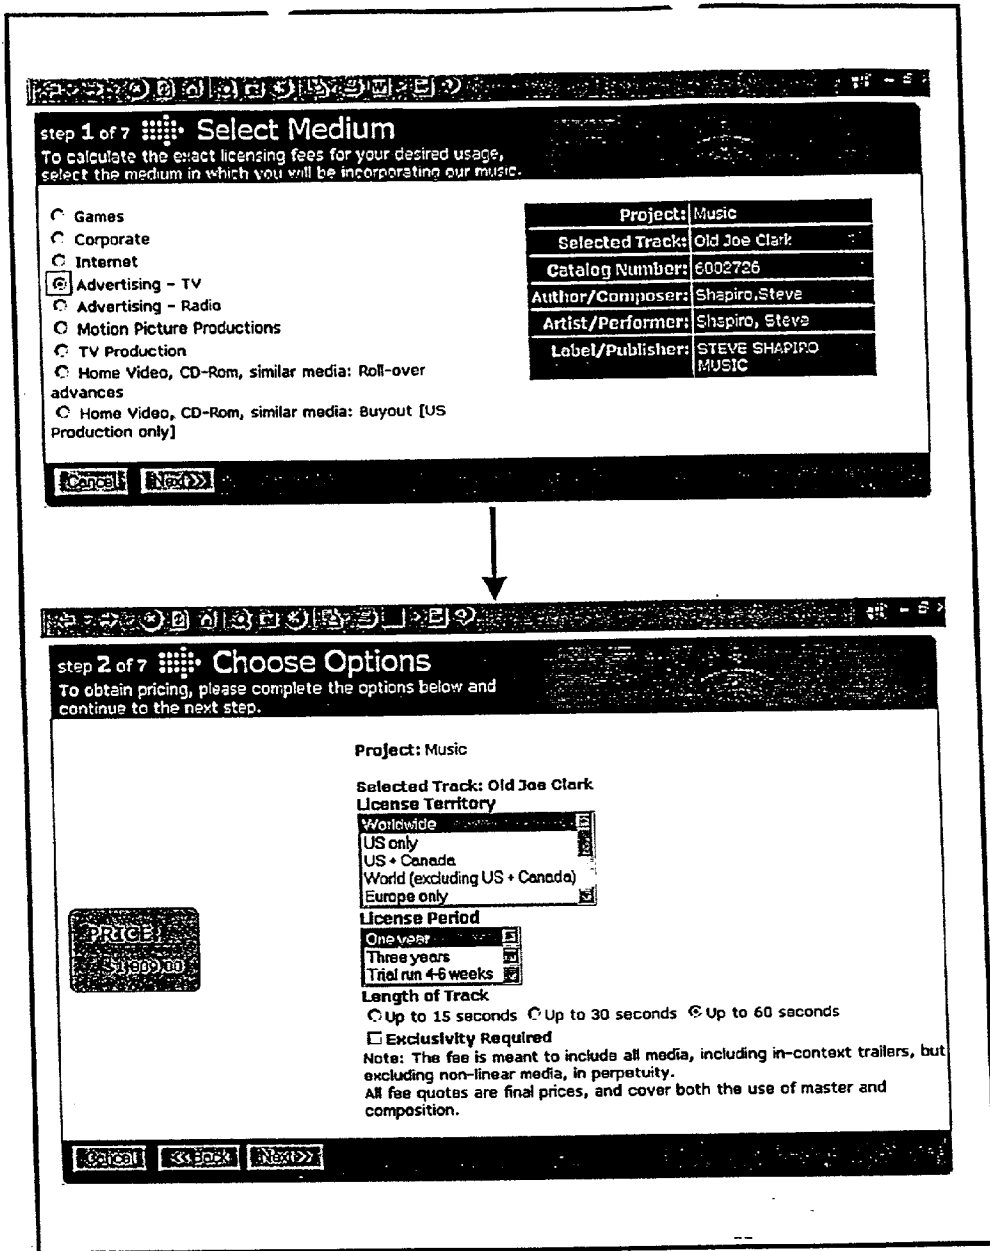 step 1 of 7 Select Medium
To calculate the exact licensing fees for your desired usage,
select the medium in which you will be incorporating our music.
Games
Corporate
Internet
Advertising - TV
Advertising - Radio
Motion Picture Productions
TV Production
Home Video, CD-Rom, similar media: Roll-over
advances
Home Video, CD-Rom, similar media: Buyout [US
Production only]
Project: Music
Selected Track: Old Joe Clark
Catalog Number: 6002726
Author/Composer: Shapiro,Steve
Artist/Performer: Shapiro, Steve
Label/Publisher: STEVE SHAPIRO
MUSIC
Cancel Next>>
step 2 of 7 Choose Options
To obtain pricing, please complete the options below and
continue to the next step.
Project: Music
Selected Track: Old Joe Clark
License Territory
Worldwide
US only
US + Canada
World (excluding US + Canada)
Europe only
PRICE
License Period
One year
Three years
Trial run 4-6 weeks
Length of Track
Up to 15 seconds Up to 30 seconds Up to 60 seconds
Exclusivity Required
Note: The fee is meant to include all media, including in-context trailers, but
excluding non-linear media, in perpetuity.
All fee quotes are final prices, and cover both the use of master and
composition.
Cancel <<Back Next>>